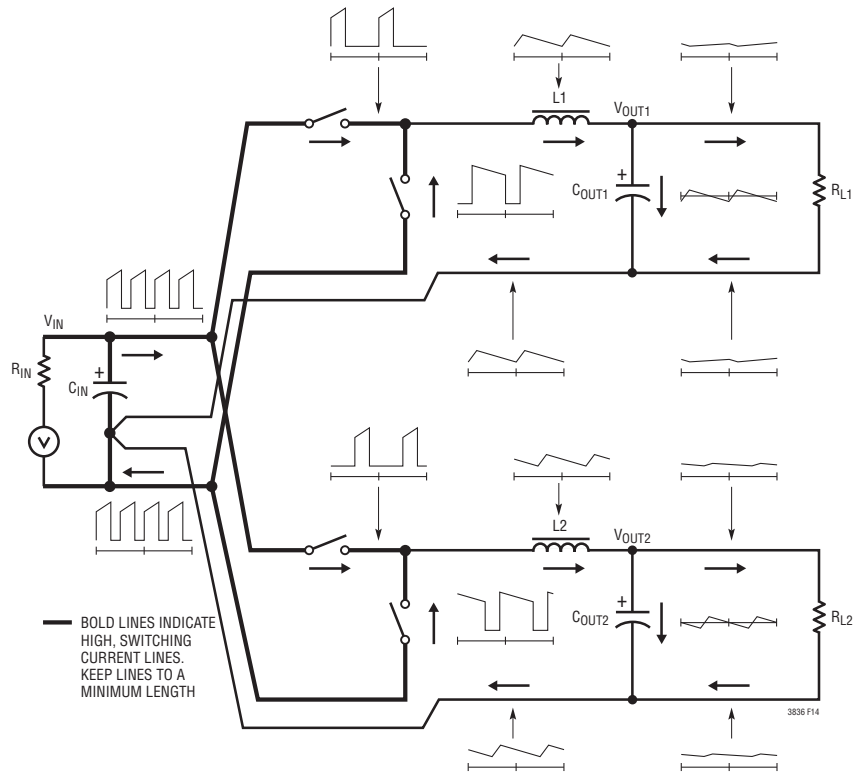 L1
VOUT1
COUT1
+
RL1
VIN
RIN
CIN
+
V
L2
VOUT2
COUT2
+
RL2
BOLD LINES INDICATE
HIGH, SWITCHING
CURRENT LINES.
KEEP LINES TO A
MINIMUM LENGTH
3836 F14